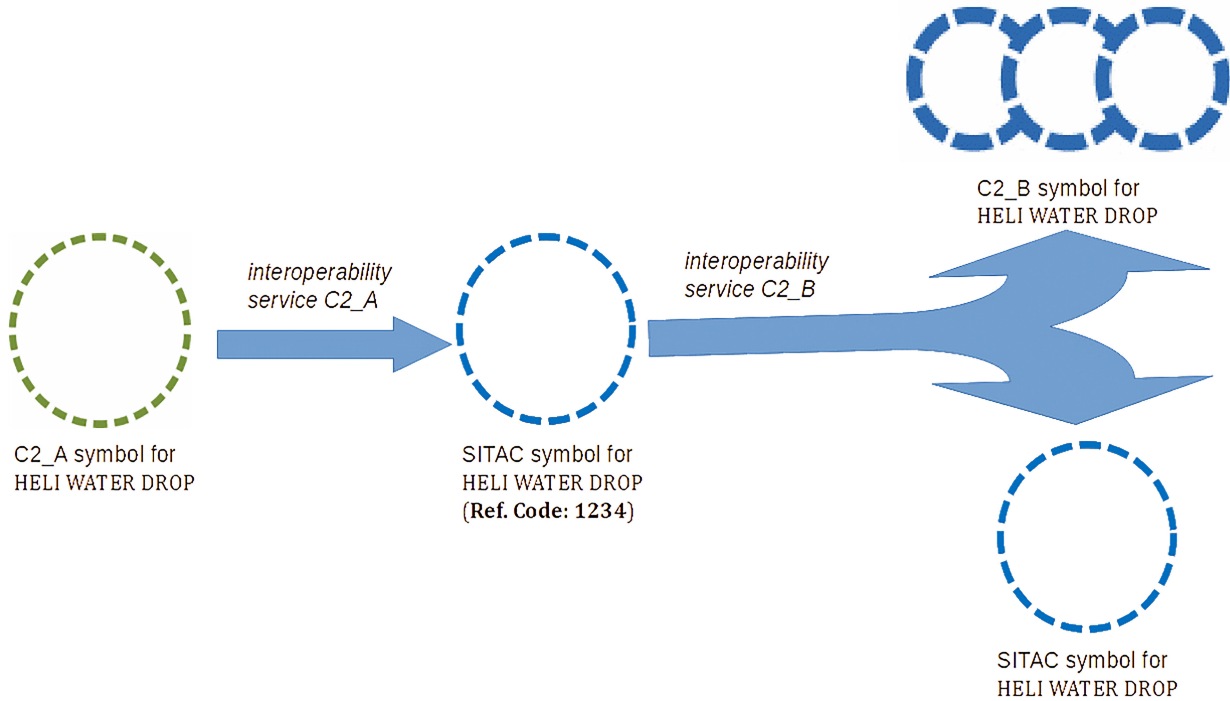 C2_B symbol for
HELI WATER DROP
interoperability
service C2_A
interoperability
service C2_B
C2_A symbol for
HELI WATER DROP
SITAC symbol for
HELI WATER DROP
(Ref. Code: 1234)
SITAC symbol for
HELI WATER DROP